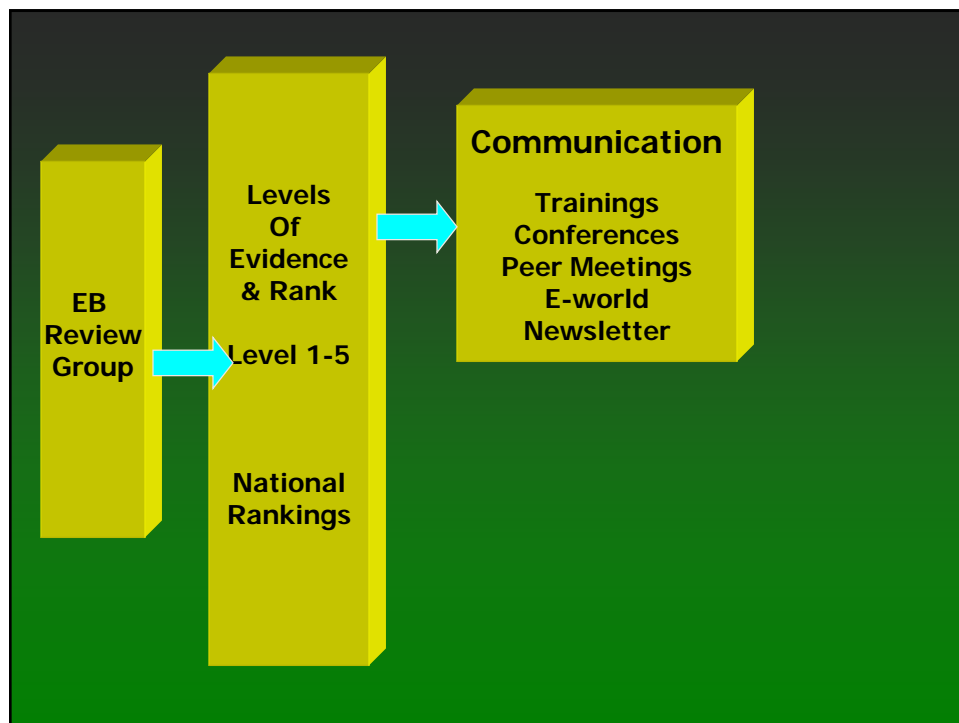 EB
Review
Group
Levels
Of
Evidence
& Rank
Level 1-5
National
Rankings
Communication
Trainings
Conferences
Peer Meetings
E-world
Newsletter